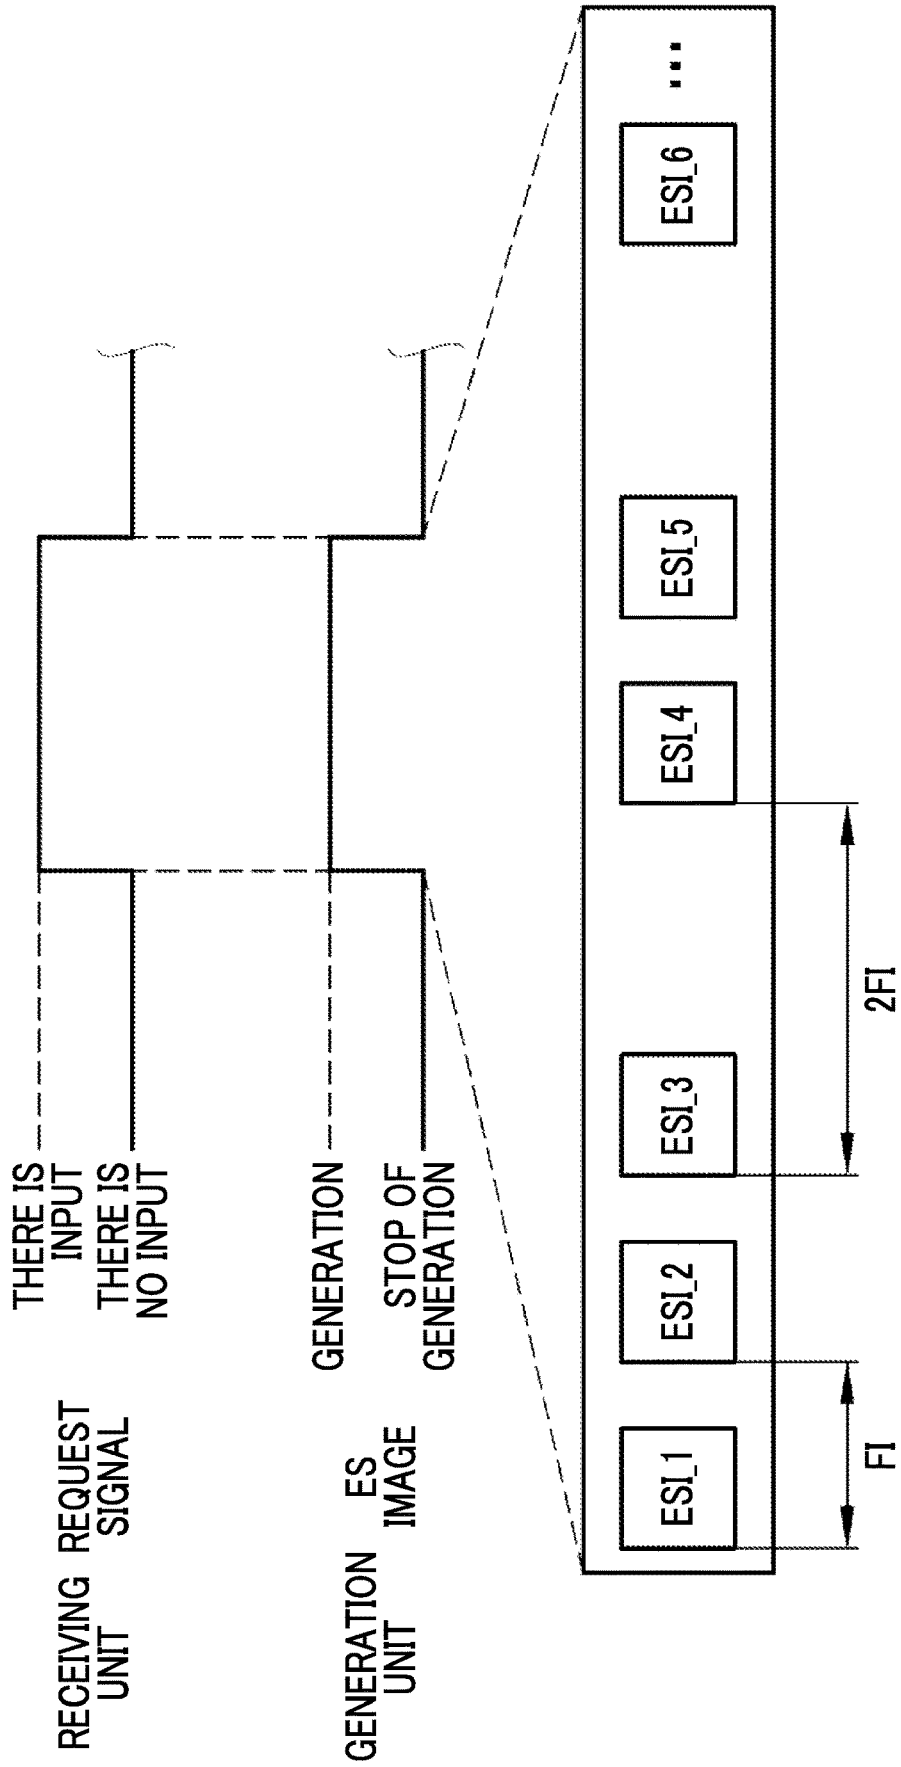 RECEIVING
UNIT
REQUEST
SIGNAL
THERE IS
INPUT
THERE IS
NO INPUT
GENERATION
UNIT
ES
IMAGE
GENERATION
STOP OF
GENERATION
ESI_1
ESI_2
ESI_3
ESI_4
ESI_5
ESI_6
...
FI
2FI